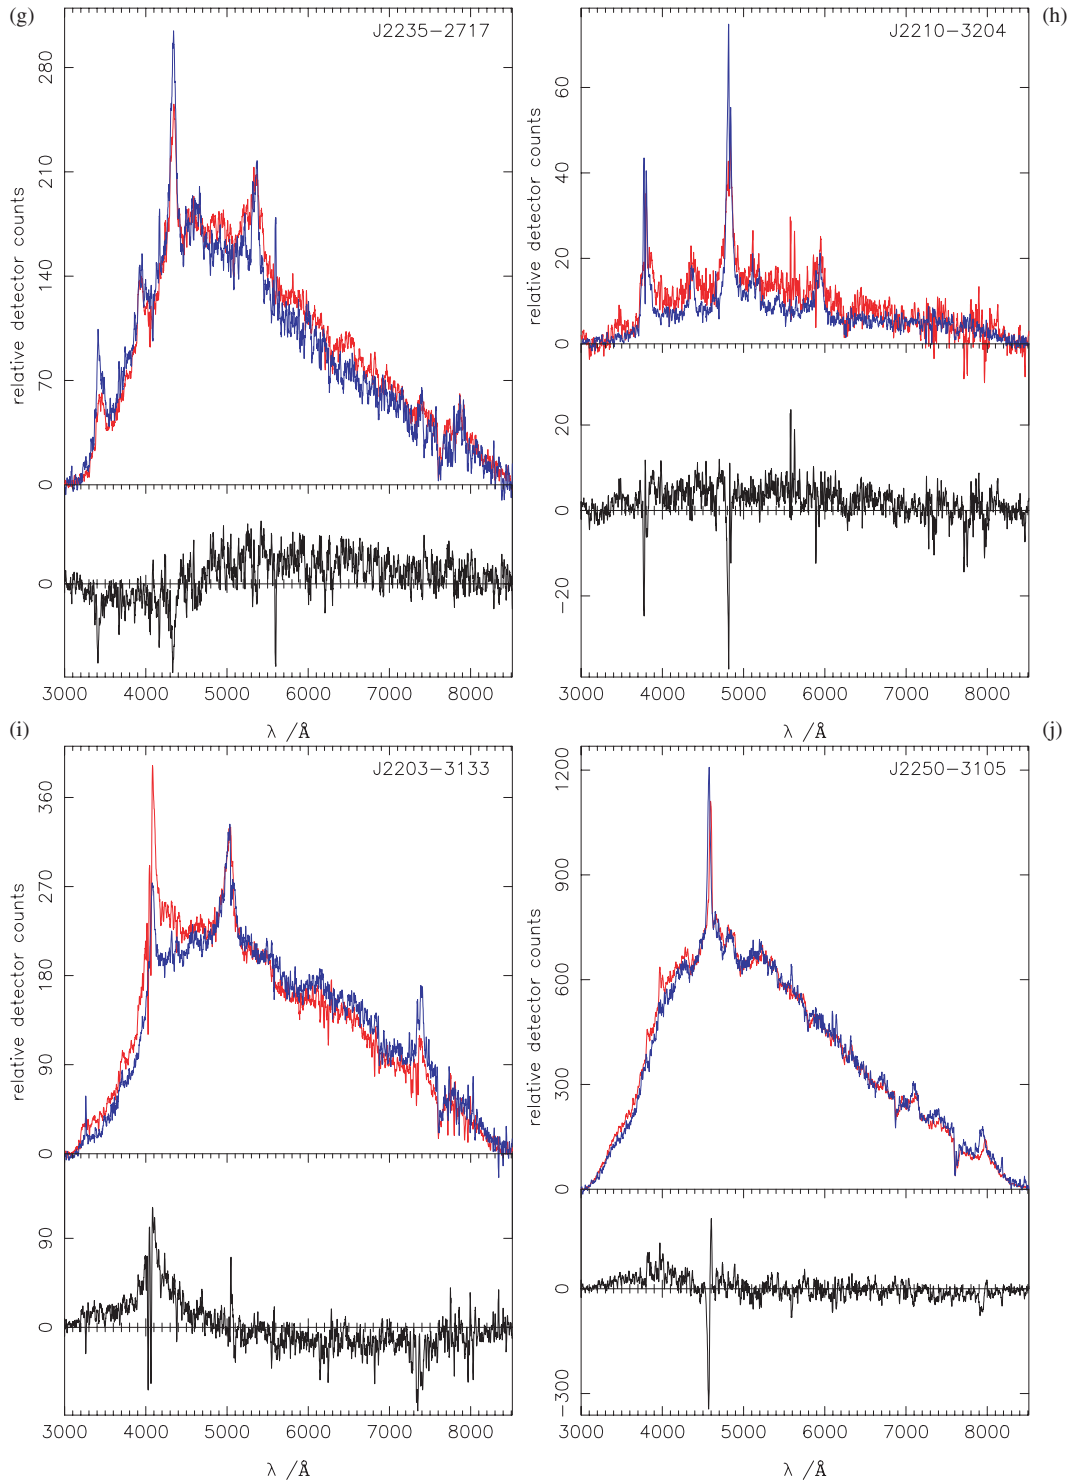 (g)
J2235−2717
relative detector counts
280
210
140
70
0
0
3000 4000 5000 6000 7000 8000
λ /Å
(h)
J2210−3204
relative detector counts
60
40
20
0
20
0
−20
3000 4000 5000 6000 7000 8000
λ /Å
(i)
J2203−3133
relative detector counts
360
270
180
90
0
90
0
3000 4000 5000 6000 7000 8000
λ /Å
(j)
J2250−3105
relative detector counts
1200
900
600
300
0
0
−300
3000 4000 5000 6000 7000 8000
λ /Å